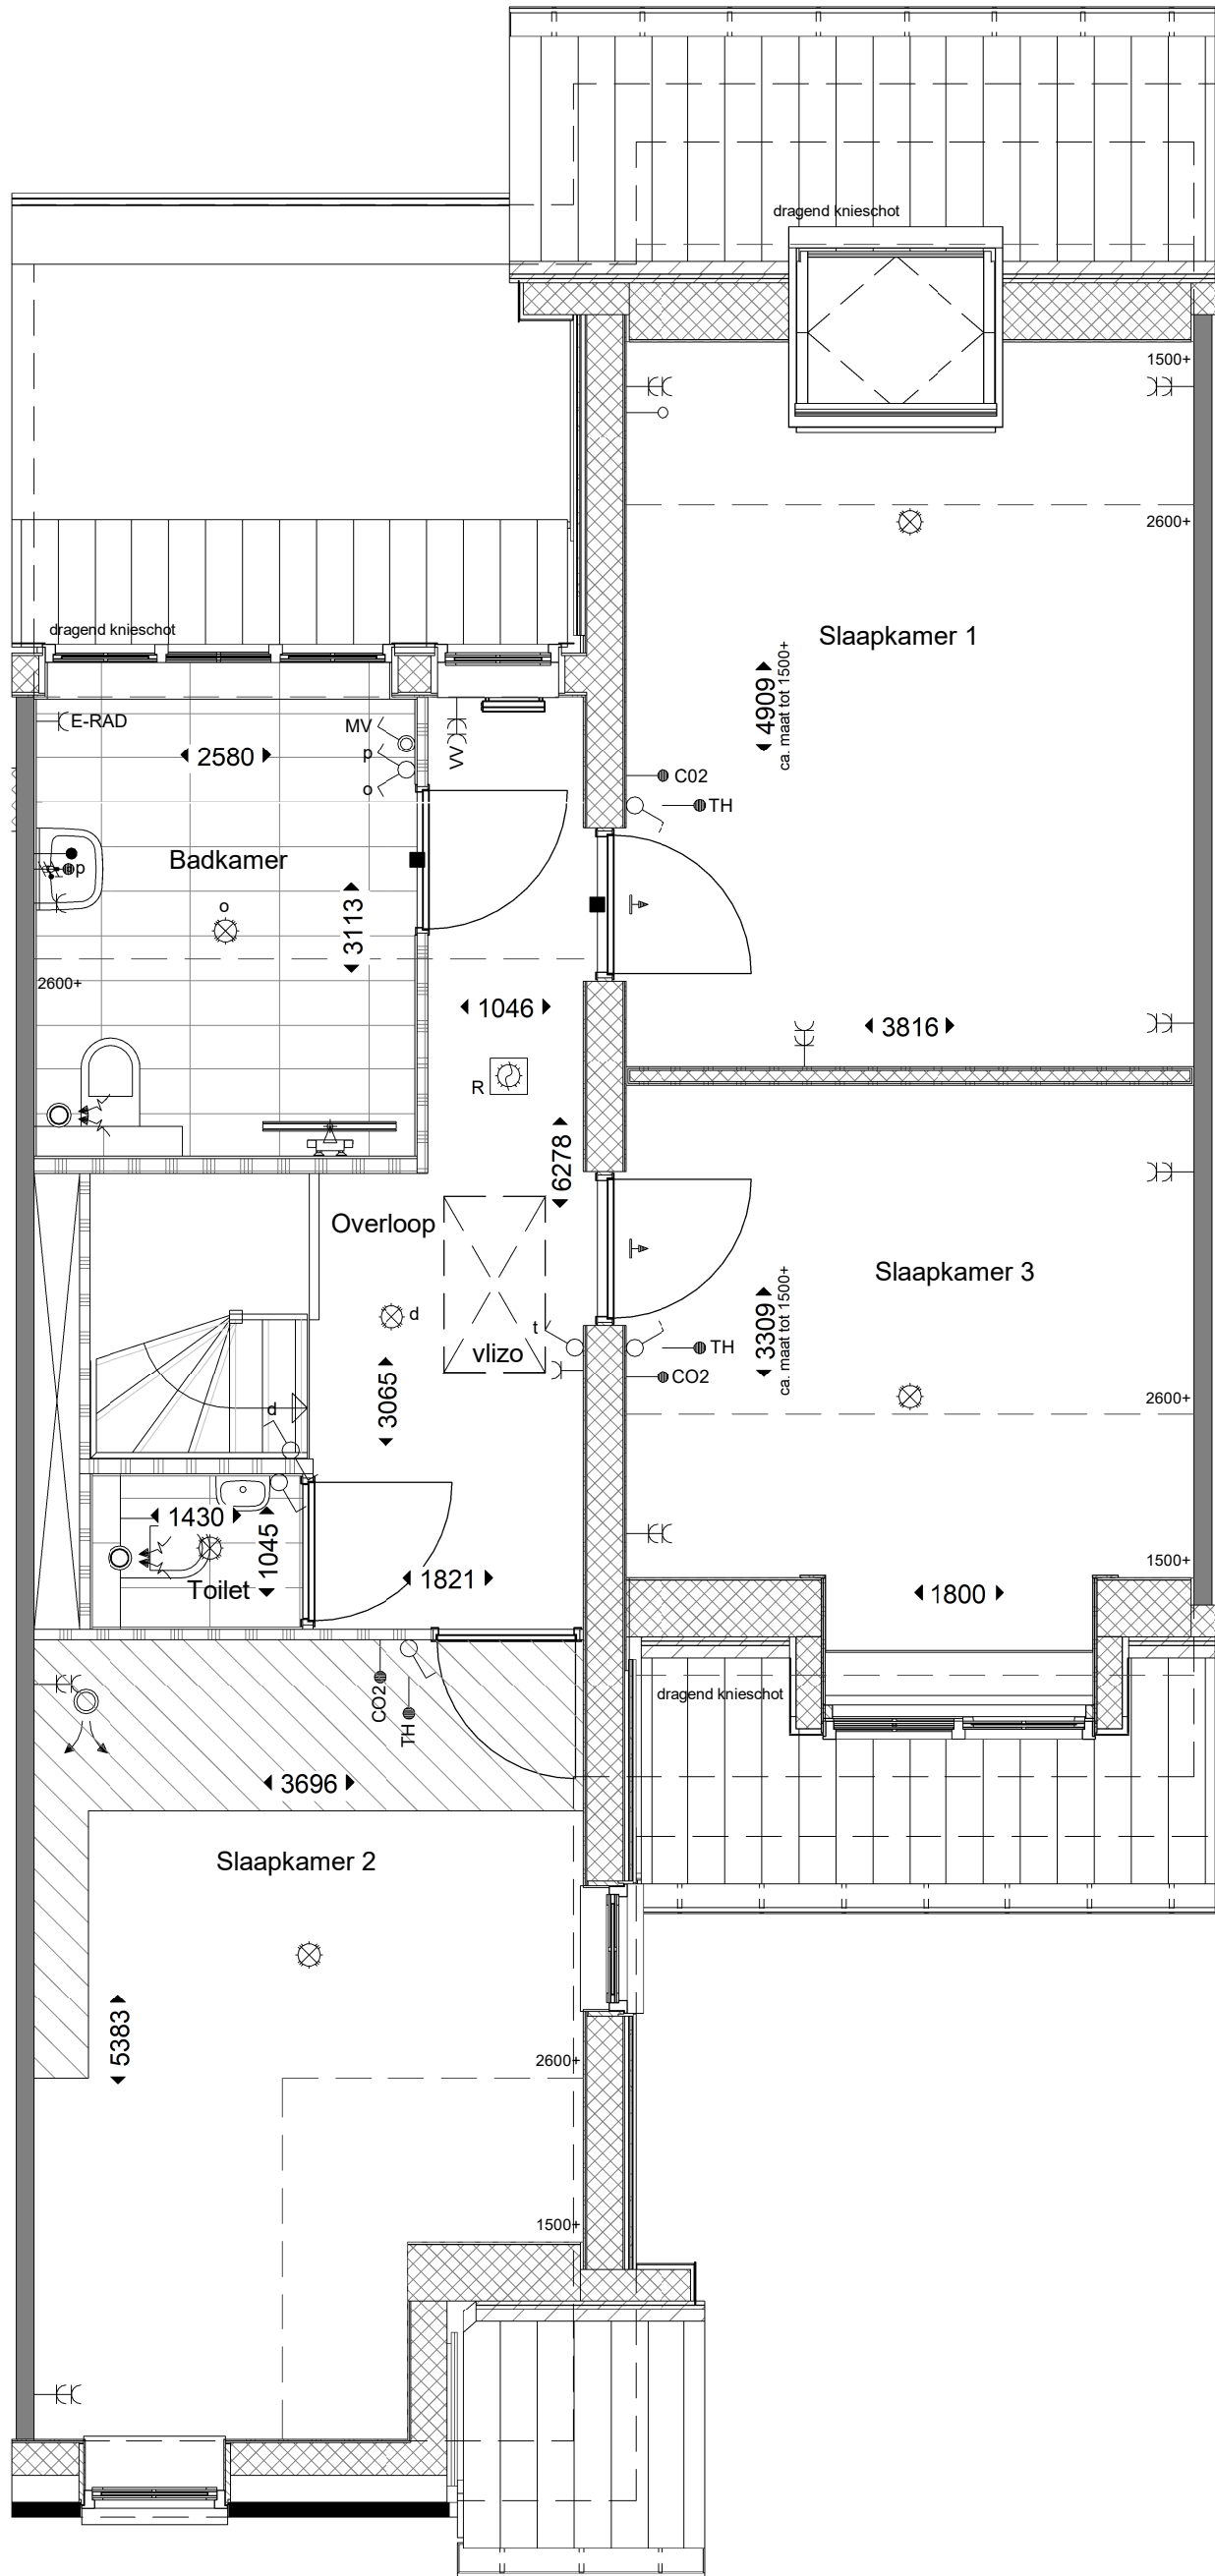 dragend knieschot
1500+
2600+
Slaapkamer 1
dragend knieschot
4909
ca. maat tot 1500+
E-RAD
MV
p
o
VV
2580
C02
TH
Badkamer
p
o
3113
2600+
1046
3816
R
6278
Overloop
Slaapkamer 3
d
t
vlizo
3309
ca. maat tot 1500+
TH
CO2
3065
2600+
d
1430
1045
Toilet
1821
1500+
1800
CO2
TH
dragend knieschot
3696
Slaapkamer 2
5383
2600+
1500+